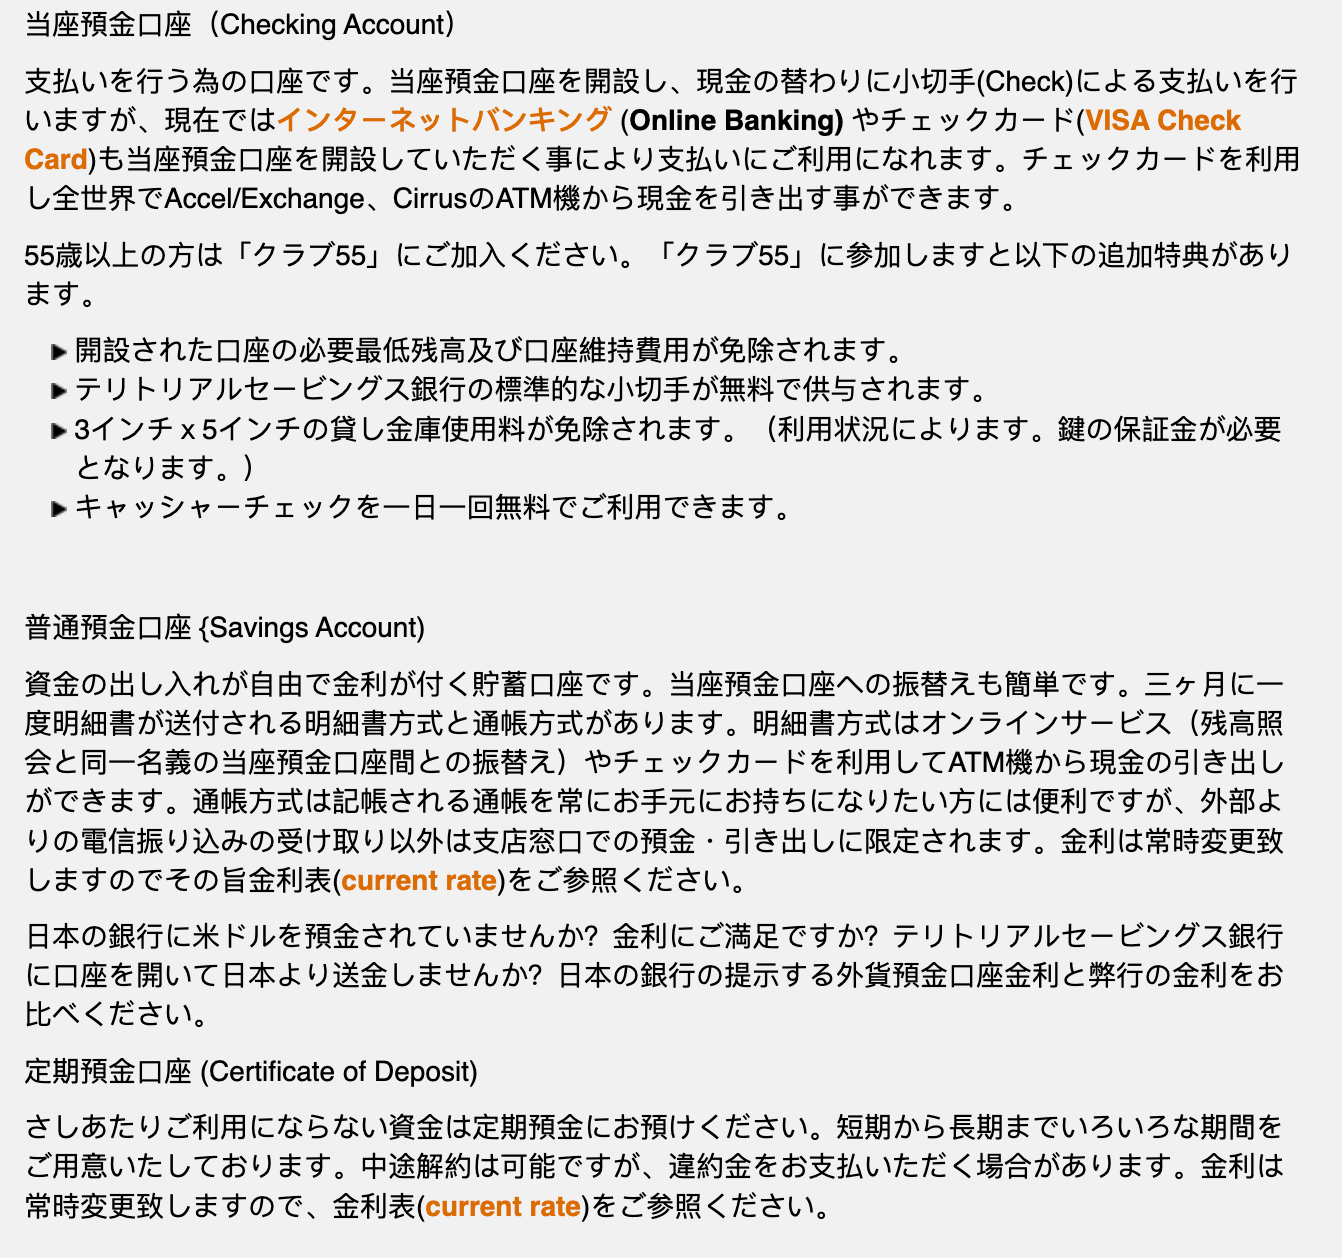 当座預金口座（Checking Account）
支払いを行う為の口座です。当座預金口座を開設し、現金の替わりに小切手(Check)による支払いを行
いますが、現在ではインターネットバンキング (Online Banking) やチェックカード(VISA Check
Card)も当座預金口座を開設していただく事により支払いにご利用になれます。チェックカードを利用
し全世界でAccel/Exchange、CirrusのATM機から現金を引き出す事ができます。
55歳以上の方は「クラブ55」にご加入ください。「クラブ55」に参加しますと以下の追加特典があり
ます。
開設された口座の必要最低残高及び口座維持費用が免除されます。
テリトリアルセービングス銀行の標準的な小切手が無料で供与されます。
3インチ x 5インチの貸し金庫使用料が免除されます。（利用状況によります。鍵の保証金が必要
となります。）
キャッシャーチェックを一日一回無料でご利用できます。
普通預金口座 {Savings Account)
資金の出し入れが自由で金利が付く貯蓄口座です。当座預金口座への振替えも簡単です。三ヶ月に一
度明細書が送付される明細書方式と通帳方式があります。明細書方式はオンラインサービス（残高照
会と同一名義の当座預金口座間との振替え）やチェックカードを利用してATM機から現金の引き出し
ができます。通帳方式は記帳される通帳を常にお手元にお持ちになりたい方には便利ですが、外部よ
りの電信振り込みの受け取り以外は支店窓口での預金・引き出しに限定されます。金利は常時変更致
しますのでその旨金利表(current rate)をご参照ください。
日本の銀行に米ドルを預金されていませんか？金利にご満足ですか？テリトリアルセービングス銀行
に口座を開いて日本より送金しませんか？日本の銀行の提示する外貨預金口座金利と弊行の金利をお
比べください。
定期預金口座 (Certificate of Deposit)
さしあたりご利用にならない資金は定期預金にお預けください。短期から長期までいろいろな期間を
ご用意いたしております。中途解約は可能ですが、違約金をお支払いただく場合があります。金利は
常時変更致しますので、金利表(current rate)をご参照ください。